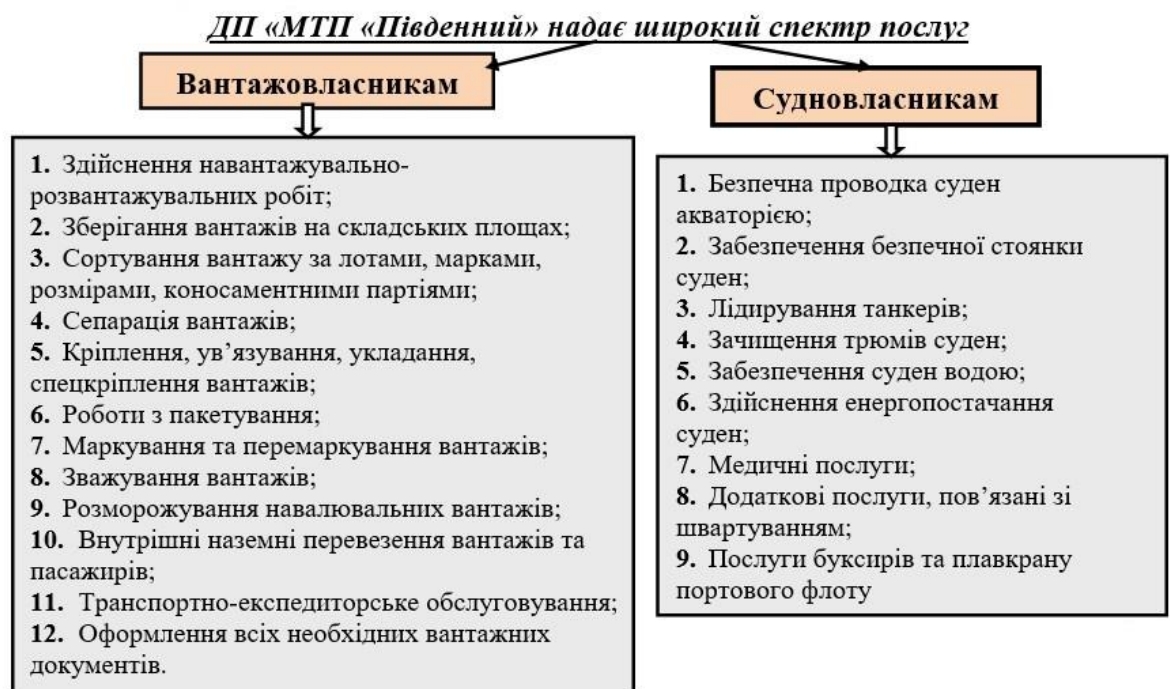 ДП «МТП «Південний» надає широкий спектр послуг
Вантажовласникам
1. Здійснення навантажувально-
розвантажувальних робіт;
2. Зберігання вантажів на складських площах;
3. Сортування вантажу за лотами, марками,
розмірами, коносаментними партіями;
4. Сепарація вантажів;
5. Кріплення, ув’язування, укладання,
спецкріплення вантажів;
6. Роботи з пакетування;
7. Маркування та перемаркування вантажів;
8. Зважування вантажів;
9. Розморожування навалювальних вантажів;
10. Внутрішні наземні перевезення вантажів та
пасажирів;
11. Транспортно-експедиторське обслуговування;
12. Оформлення всіх необхідних вантажних
документів.
Судновласникам
1. Безпечна проводка суден
акваторією;
2. Забезпечення безпечної стоянки
суден;
3. Лідирування танкерів;
4. Зачищення трюмів суден;
5. Забезпечення суден водою;
6. Здійснення енергопостачання
суден;
7. Медичні послуги;
8. Додаткові послуги, пов’язані зі
швартуванням;
9. Послуги буксирів та плавкрану
портового флоту